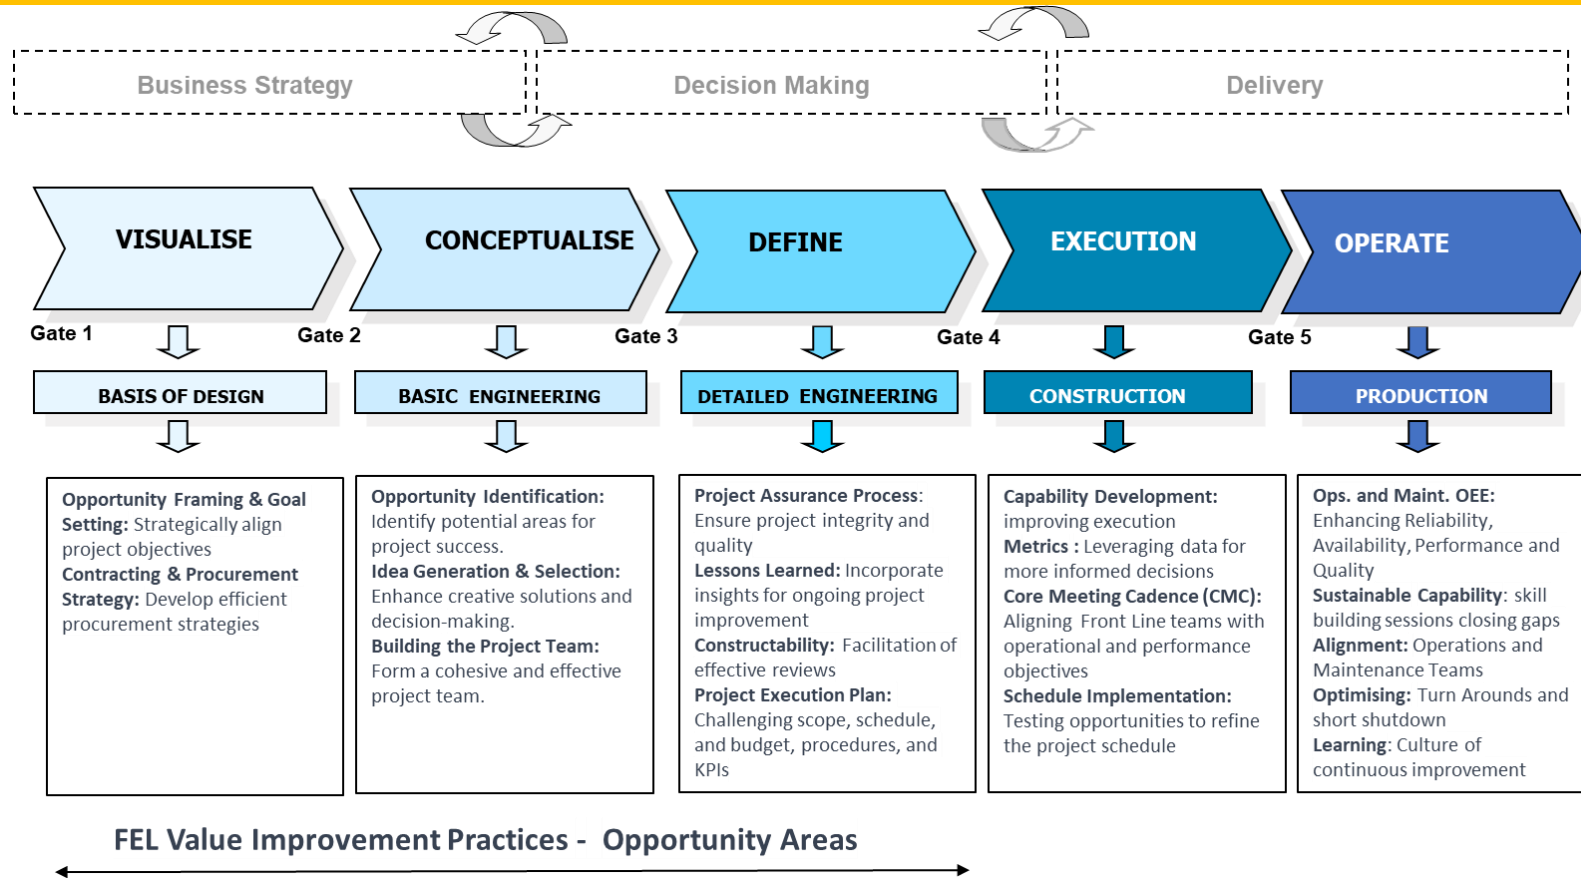 Business Strategy
Decision Making
Delivery
VISUALISE
CONCEPTUALISE
DEFINE
EXECUTION
OPERATE
Gate 1
Gate 2
Gate 3
Gate 4
Gate 5
BASIS OF DESIGN
BASIC ENGINEERING
DETAILED ENGINEERING
CONSTRUCTION
PRODUCTION
Opportunity Framing & Goal
Setting: Strategically align
project objectives
Contracting & Procurement
Strategy: Develop efficient
procurement strategies
Opportunity Identification:
Identify potential areas for
project success.
Idea Generation & Selection:
Enhance creative solutions and
decision-making.
Building the Project Team:
Form a cohesive and effective
project team.
Project Assurance Process:
Ensure project integrity and
quality
Lessons Learned: Incorporate
insights for ongoing project
improvement
Constructability: Facilitation of
effective reviews
Project Execution Plan:
Challenging scope, schedule,
and budget, procedures, and
KPIs
Capability Development:
improving execution
Metrics : Leveraging data for
more informed decisions
Core Meeting Cadence (CMC):
Aligning Front Line teams with
operational and performance
objectives
Schedule Implementation:
Testing opportunities to refine
the project schedule
Ops. and Maint. OEE:
Enhancing Reliability,
Availability, Performance and
Quality
Sustainable Capability: skill
building sessions closing gaps
Alignment: Operations and
Maintenance Teams
Optimising: Turn Arounds and
short shutdown
Learning: Culture of
continuous improvement
FEL Value Improvement Practices - Opportunity Areas